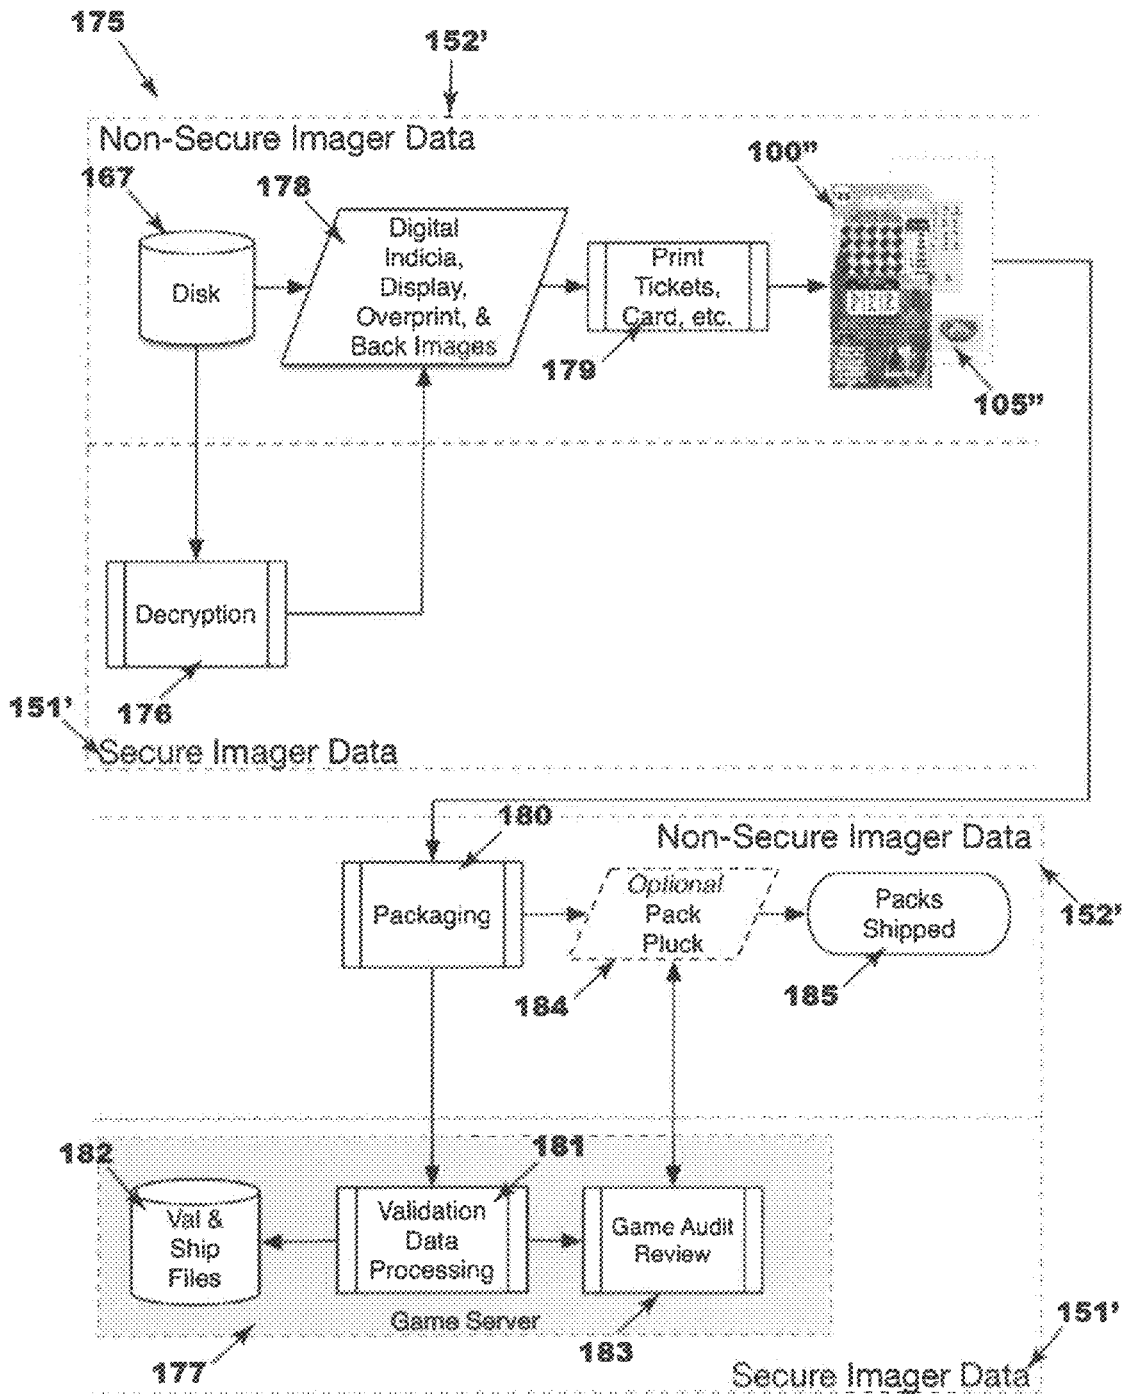 175
152'
Non-Secure Imager Data
167
178
100"
Disk
Digital
Indicia,
Display,
Overprint, &
Back Images
Print
Tickets,
Card, etc.
179
105"
Decryption
176
151'
Secure Imager Data
180
Non-Secure Imager Data
152'
Packaging
Optional
Pack
Pluck
Packs
Shipped
184
185
182
181
Val &
Ship
Files
Validation
Data
Processing
Game Audit
Review
Game Server
177
183
151'
Secure Imager Data